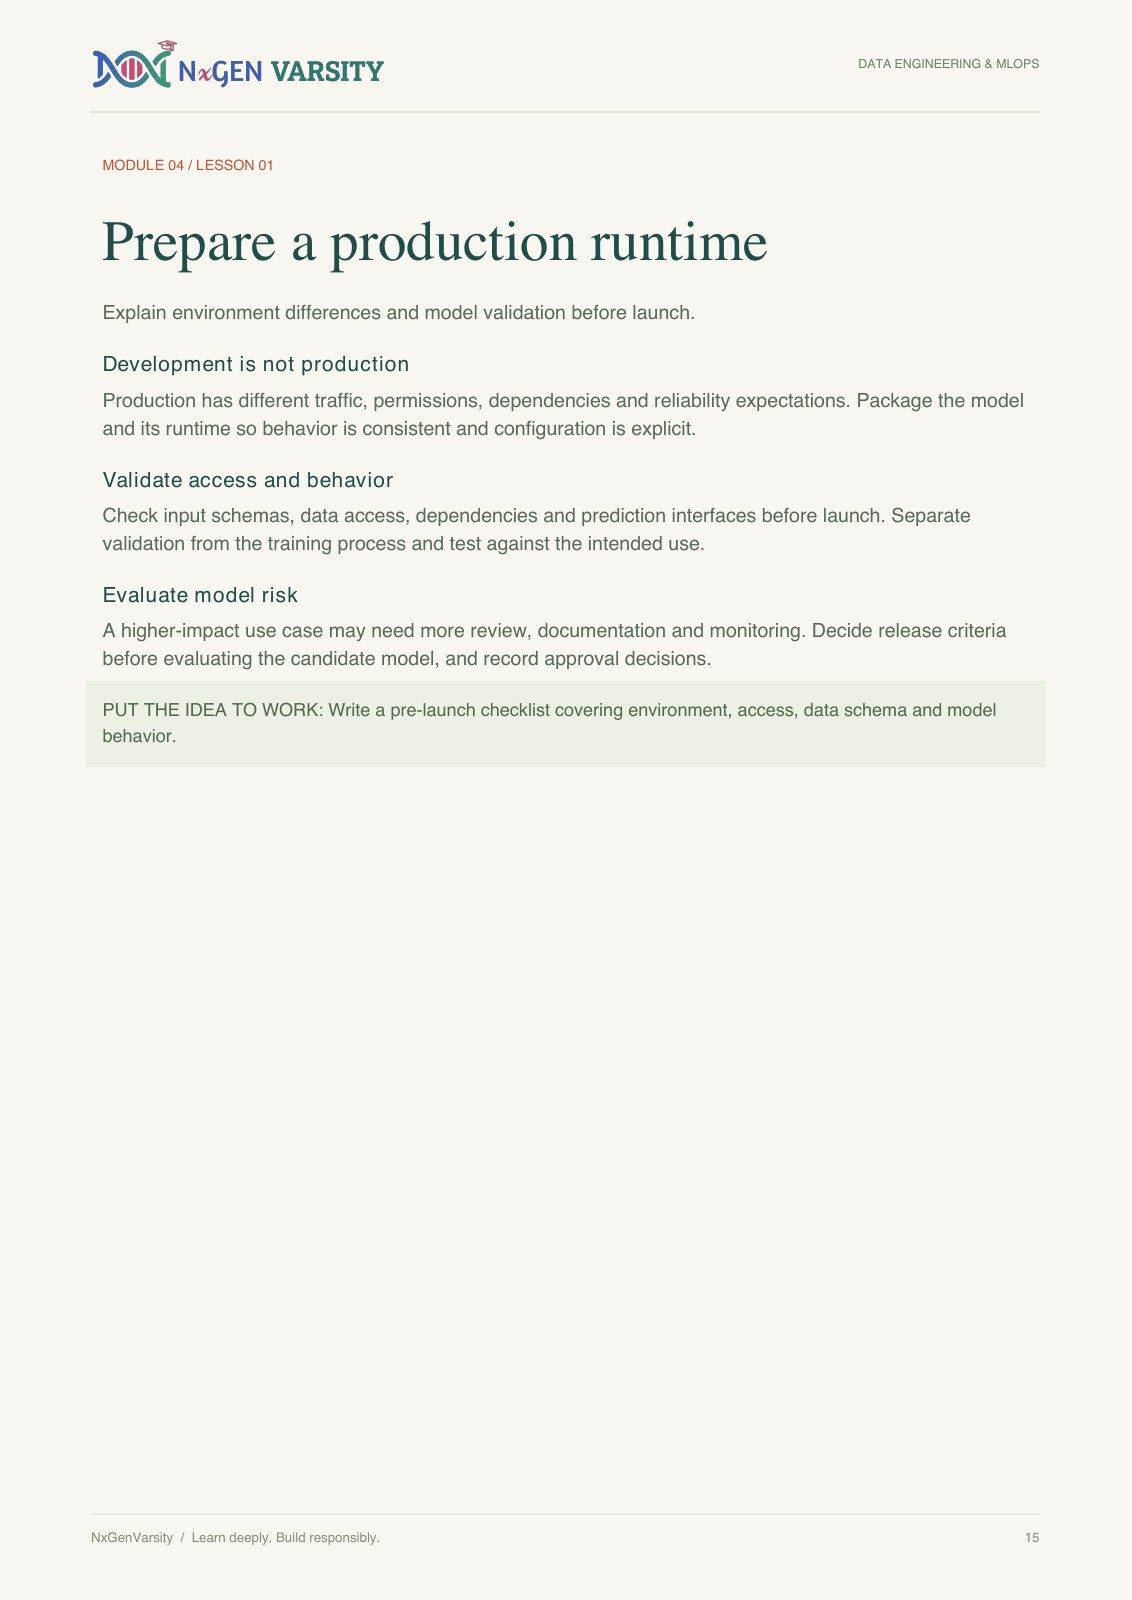 NxGEN VARSITY
DATA ENGINEERING & MLOPS
MODULE 04 / LESSON 01
Prepare a production runtime
Explain environment differences and model validation before launch.
Development is not production
Production has different traffic, permissions, dependencies and reliability expectations. Package the model
and its runtime so behavior is consistent and configuration is explicit.
Validate access and behavior
Check input schemas, data access, dependencies and prediction interfaces before launch. Separate
validation from the training process and test against the intended use.
Evaluate model risk
A higher-impact use case may need more review, documentation and monitoring. Decide release criteria
before evaluating the candidate model, and record approval decisions.
PUT THE IDEA TO WORK: Write a pre-launch checklist covering environment, access, data schema and model
behavior.
NxGenVarsity / Learn deeply. Build responsibly.
15